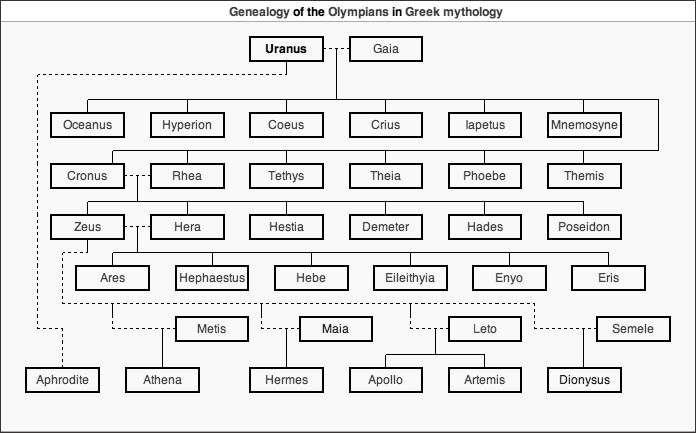 Genealogy of the Olympians in Greek mythology
Uranus
Gaia
Oceanus
Hyperion
Coeus
Crius
Iapetus
Mnemosyne
Cronus
Rhea
Tethys
Theia
Phoebe
Themis
Zeus
Hera
Hestia
Demeter
Hades
Poseidon
Ares
Hephaestus
Hebe
Eileithyia
Enyo
Eris
Metis
Maia
Leto
Semele
Aphrodite
Athena
Hermes
Apollo
Artemis
Dionysus